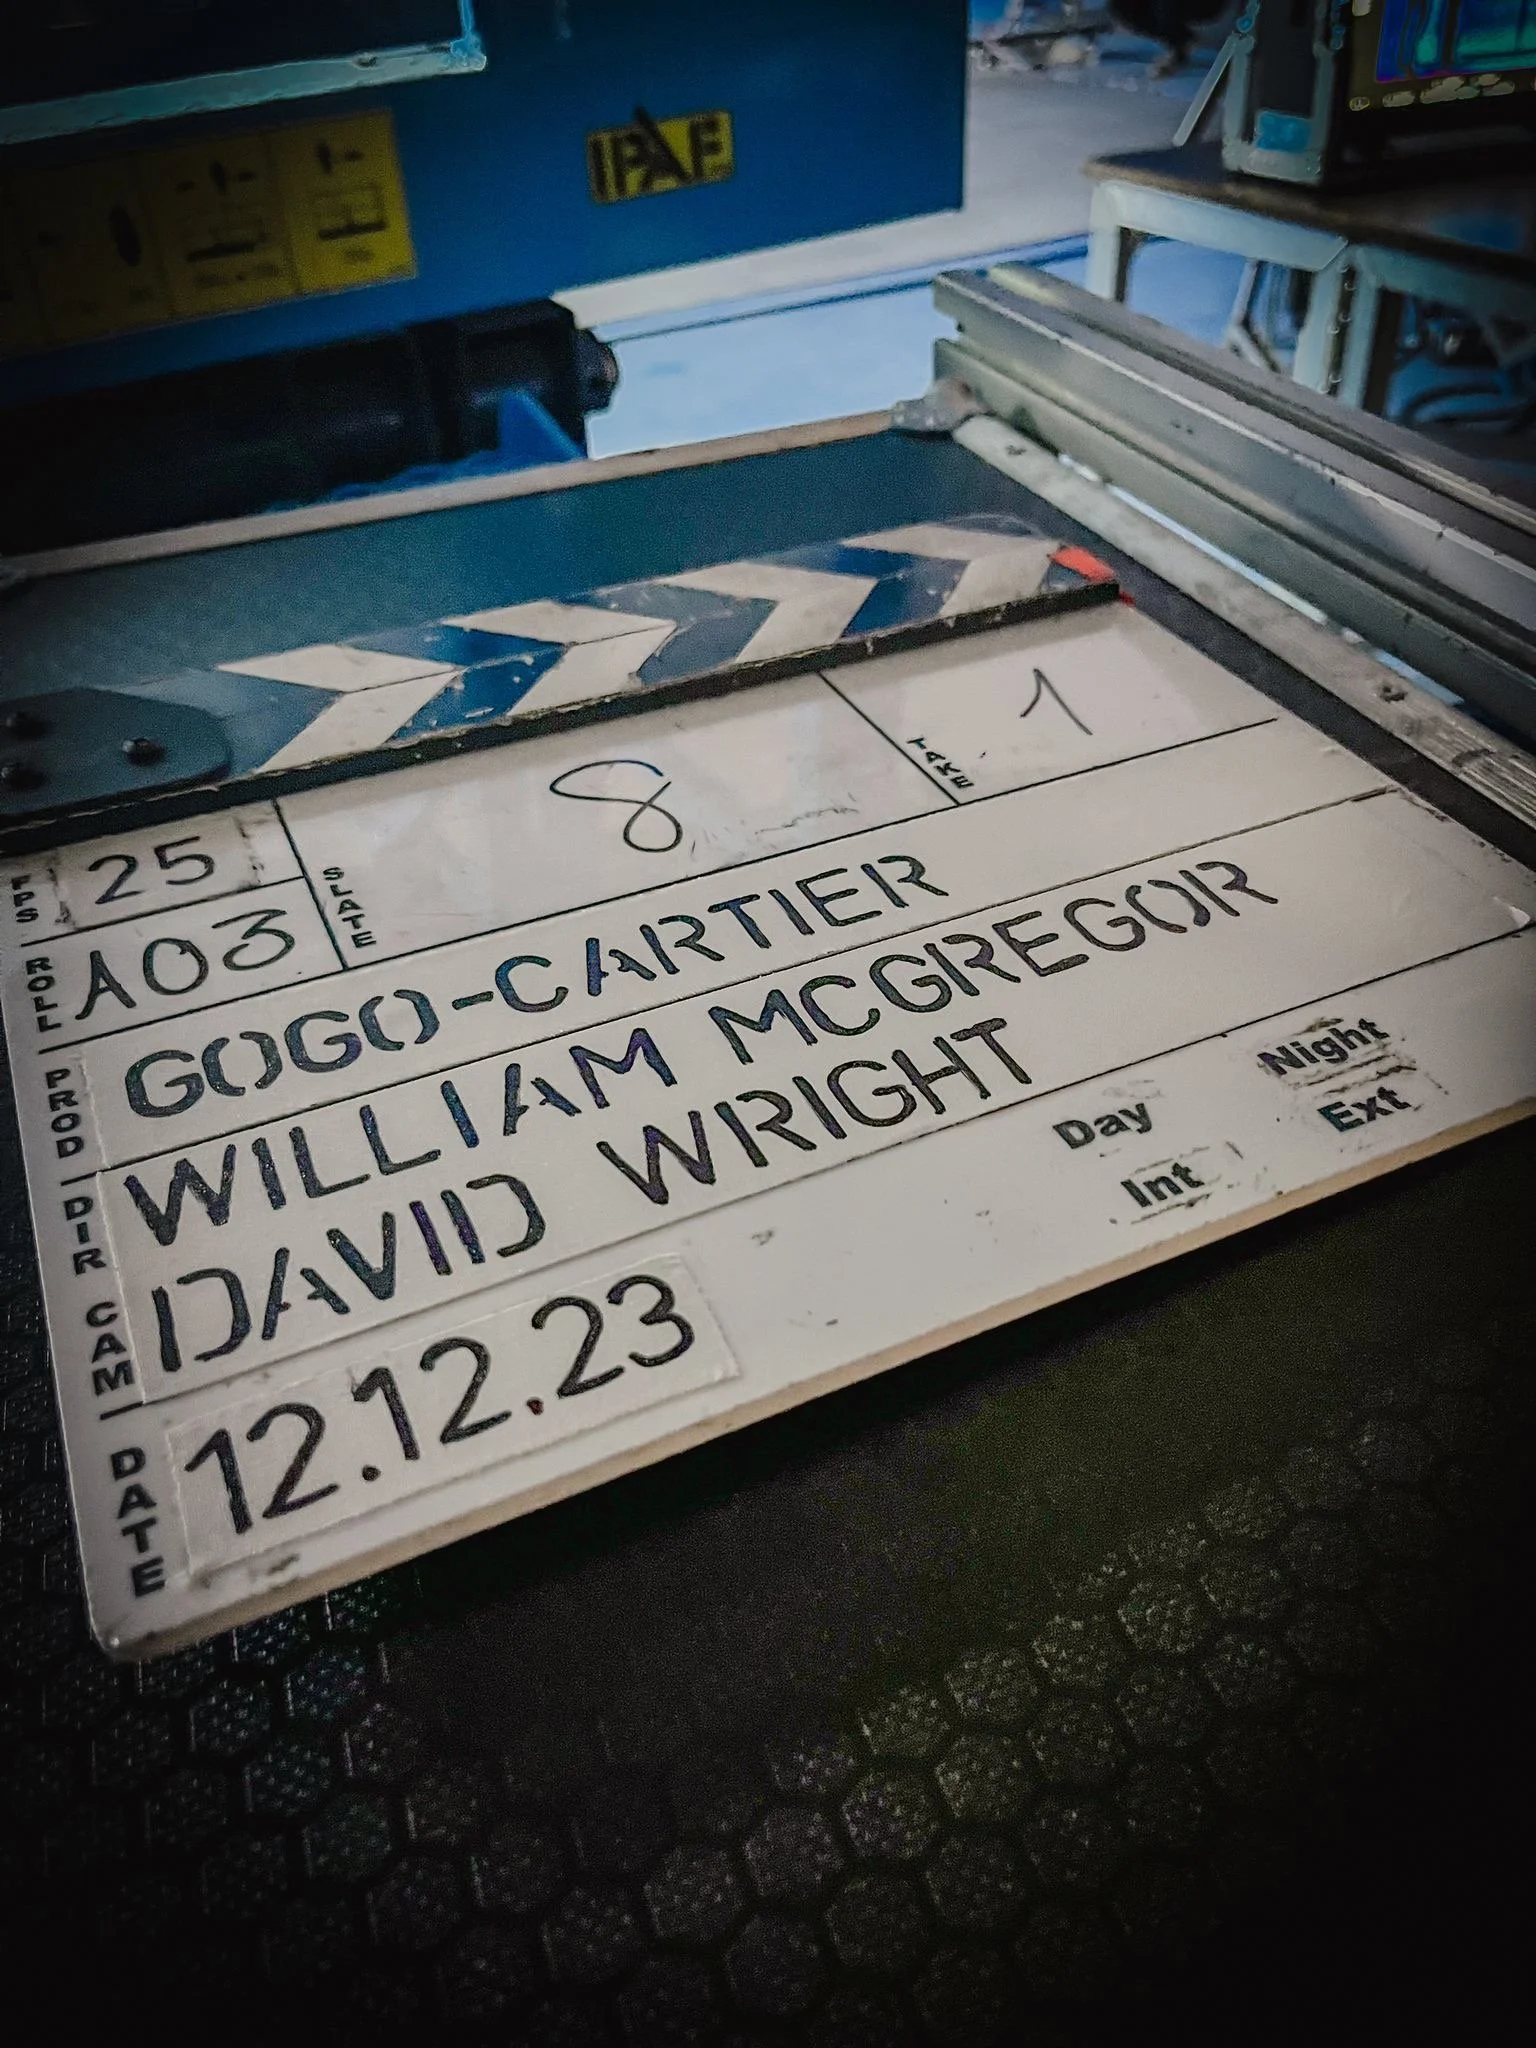 IPAF
TAKE
1
SLATE
8
FPS
25
ROLL
A03
PROD
GOGO-CARTIER
DIR
WILLIAM MCGREGOR
CAM
DAVID WRIGHT
Day Night
Int Ext
DATE
12.12.23